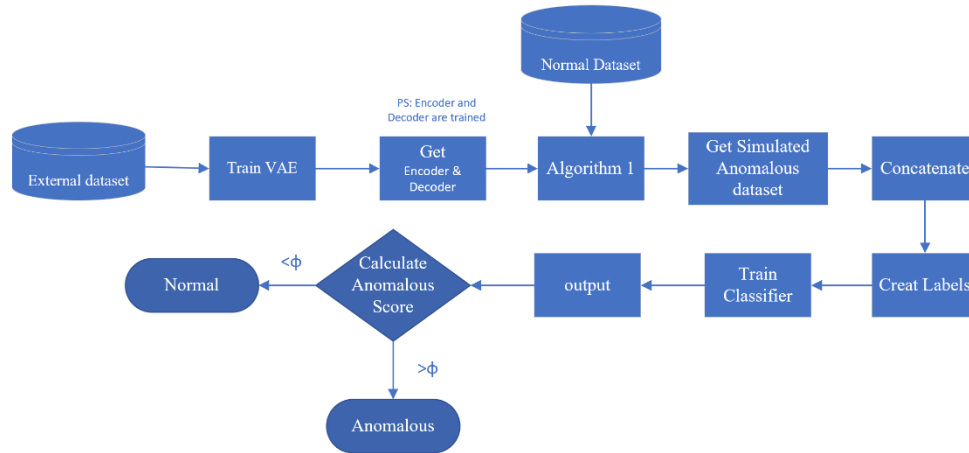 Normal Dataset
PS: Encoder and
Decoder are trained
External dataset
Train VAE
Get
Encoder &
Decoder
Algorithm 1
Get Simulated
Anomalous
dataset
Concatenate
Normal
<ϕ
Calculate
Anomalous
Score
output
Train
Classifier
Creat Labels
>ϕ
Anomalous